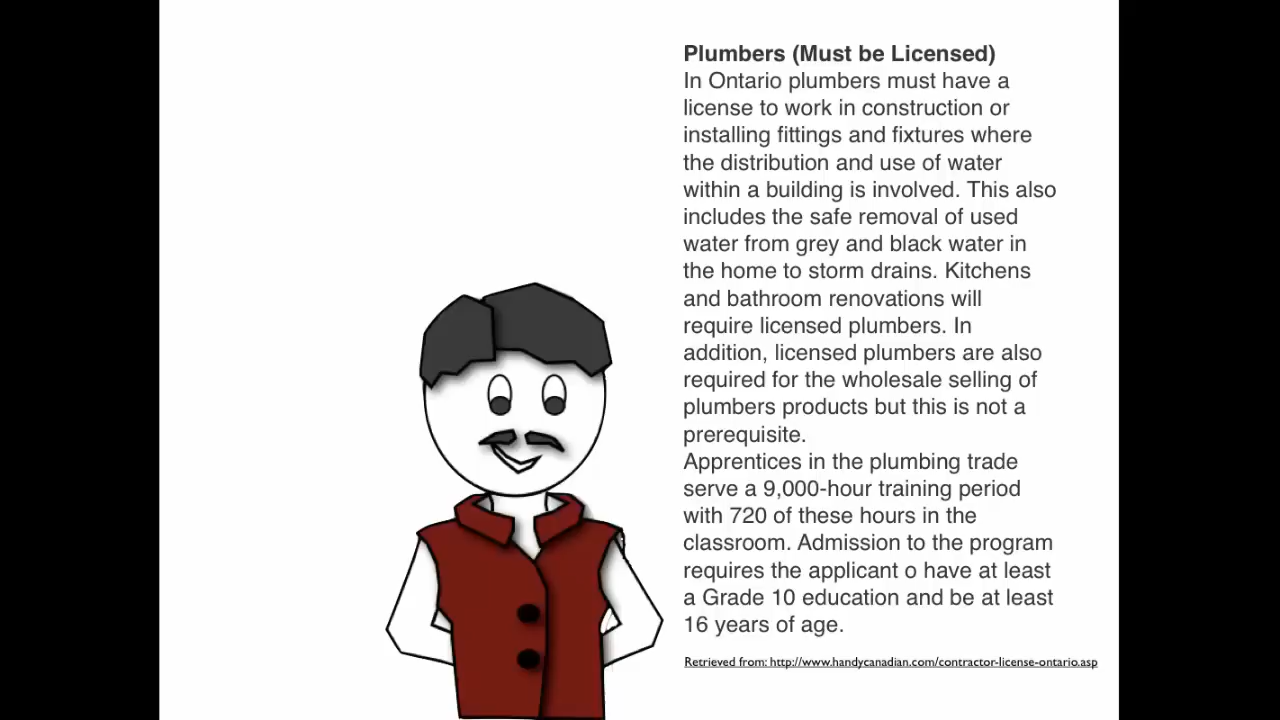 Plumbers (Must be Licensed)
In Ontario plumbers must have a
license to work in construction or
installing fittings and fixtures where
the distribution and use of water
within a building is involved. This also
includes the safe removal of used
water from grey and black water in
the home to storm drains. Kitchens
and bathroom renovations will
require licensed plumbers. In
addition, licensed plumbers are also
required for the wholesale selling of
plumbers products but this is not a
prerequisite.
Apprentices in the plumbing trade
serve a 9,000-hour training period
with 720 of these hours in the
classroom. Admission to the program
requires the applicant o have at least
a Grade 10 education and be at least
16 years of age.
Retrieved from: http://www.handycanadian.com/contractor-license-ontario.asp